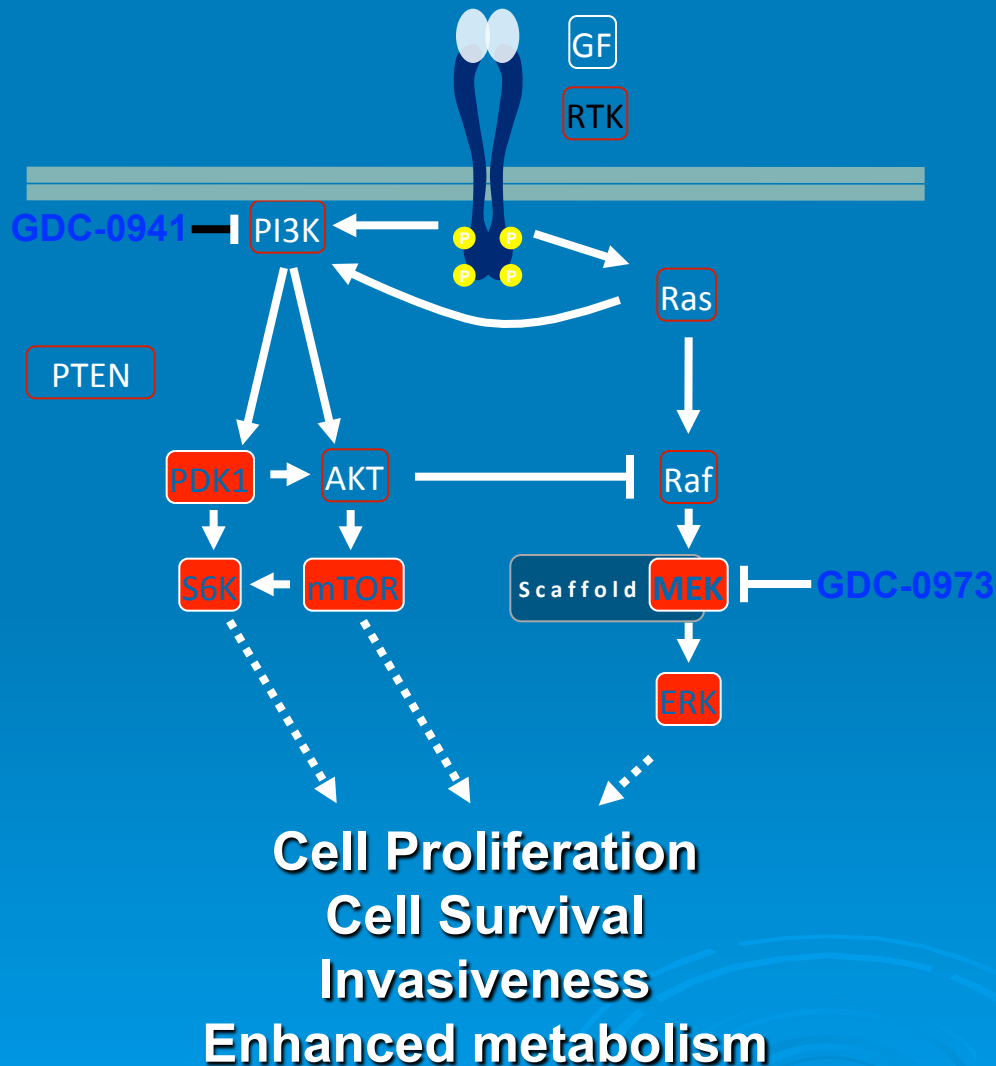 GF
RTK
GDC-0941
PI3K
P P
P P
Ras
PTEN
PDK1
AKT
Raf
S6K
mTOR
Scaffold
MEK
GDC-0973
ERK
Cell Proliferation
Cell Survival
Invasiveness
Enhanced metabolism